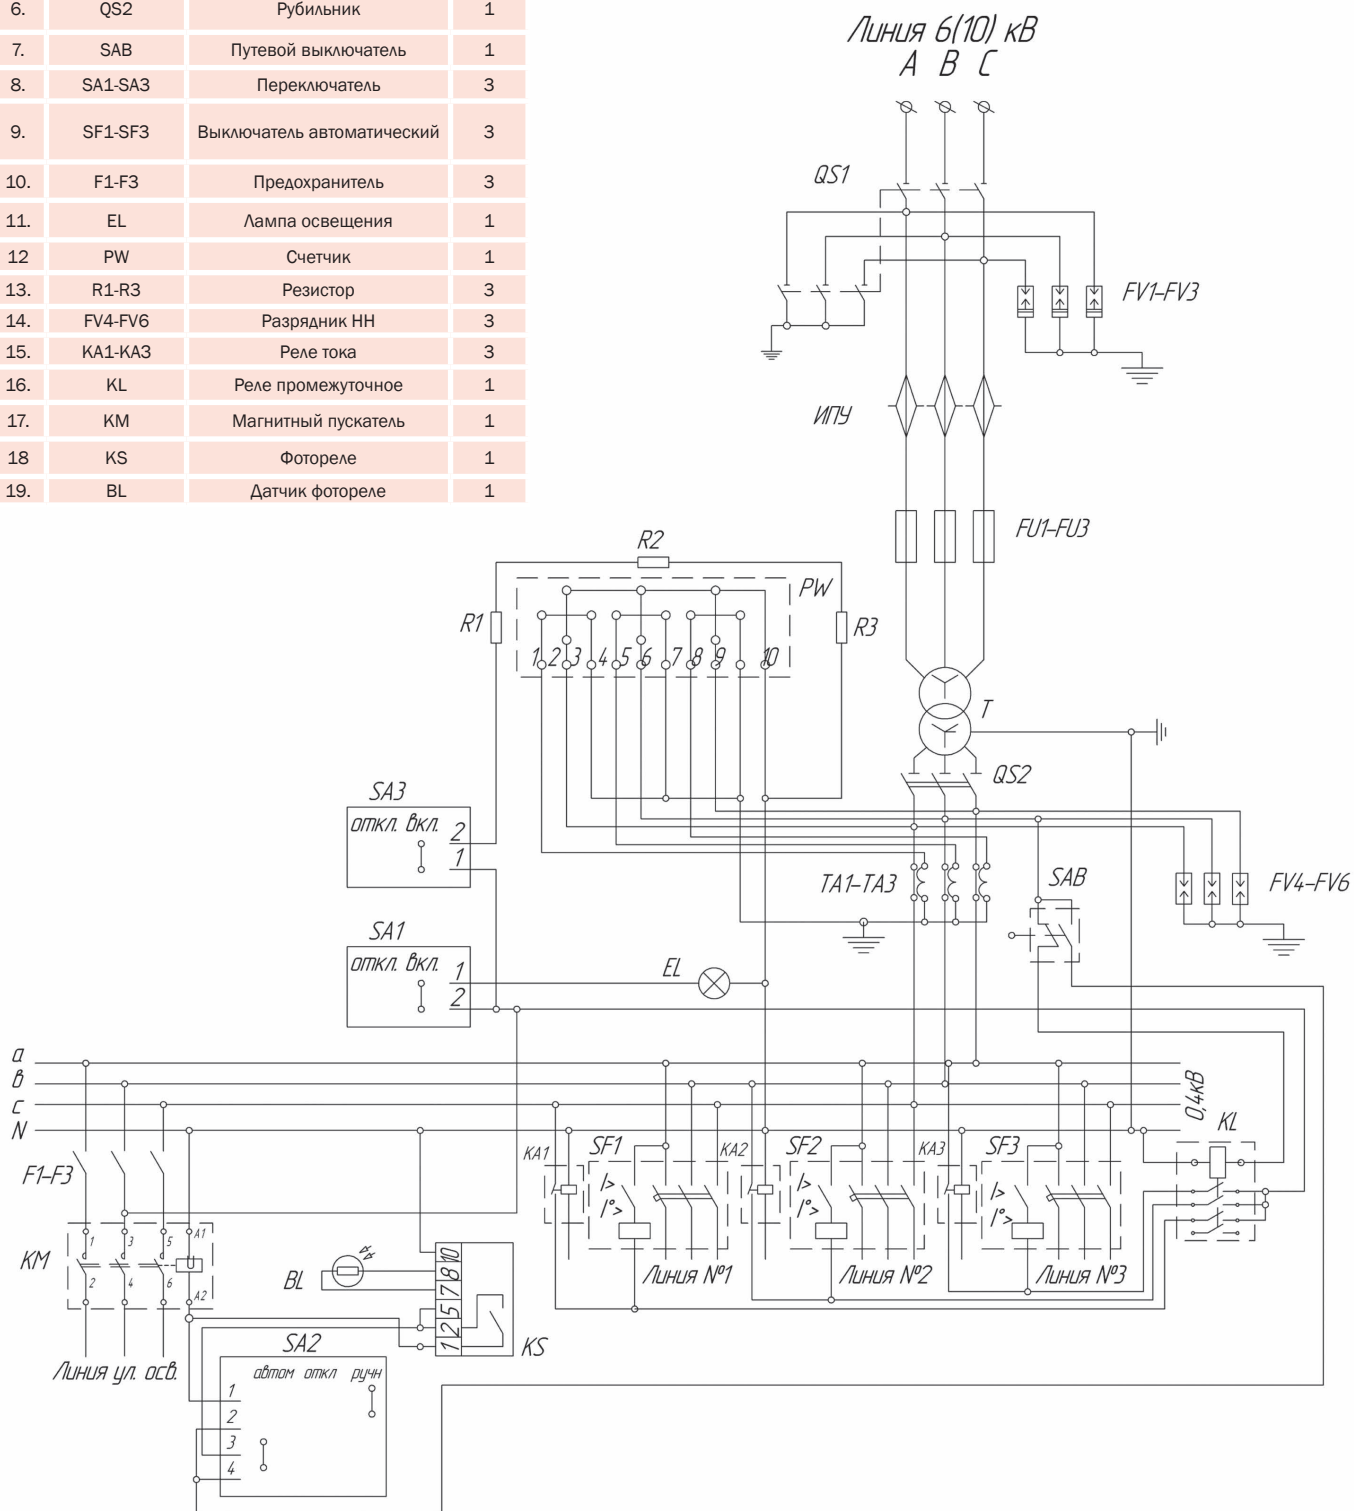 6. QS2 Рубильник 1
7. SAB Путевой выключатель 1
8. SA1-SA3 Переключатель 3
9. SF1-SF3 Выключатель автоматический 3
10. F1-F3 Предохранитель 3
11. EL Лампа освещения 1
12 PW Счетчик 1
13. R1-R3 Резистор 3
14. FV4-FV6 Разрядник НН 3
15. KA1-KA3 Реле тока 3
16. KL Реле промежуточное 1
17. KM Магнитный пускатель 1
18 KS Фотореле 1
19. BL Датчик фотореле 1
Линия 6(10) кВ
A B C
QS1
FV1-FV3
ИПУ
FU1-FU3
R2
PW
R1
R3
1 2 3 4 5 6 7 8 9 10
T
QS2
SA3
откл. вкл.
2
1
TA1-TA3
SAB
FV4-FV6
SA1
откл. вкл.
1
2
EL
a
в
c
N
0,4кВ
KL
F1-F3
KA1
SF1
I>
I°>
KA2
SF2
I>
I°>
KA3
SF3
I>
I°>
Линия №1
Линия №2
Линия №3
KM
1 3 5 A1
2 4 6 A2
BL
10
8
7
5
2
1
KS
Линия ул. осв.
SA2
автом откл ручн
1
2
3
4